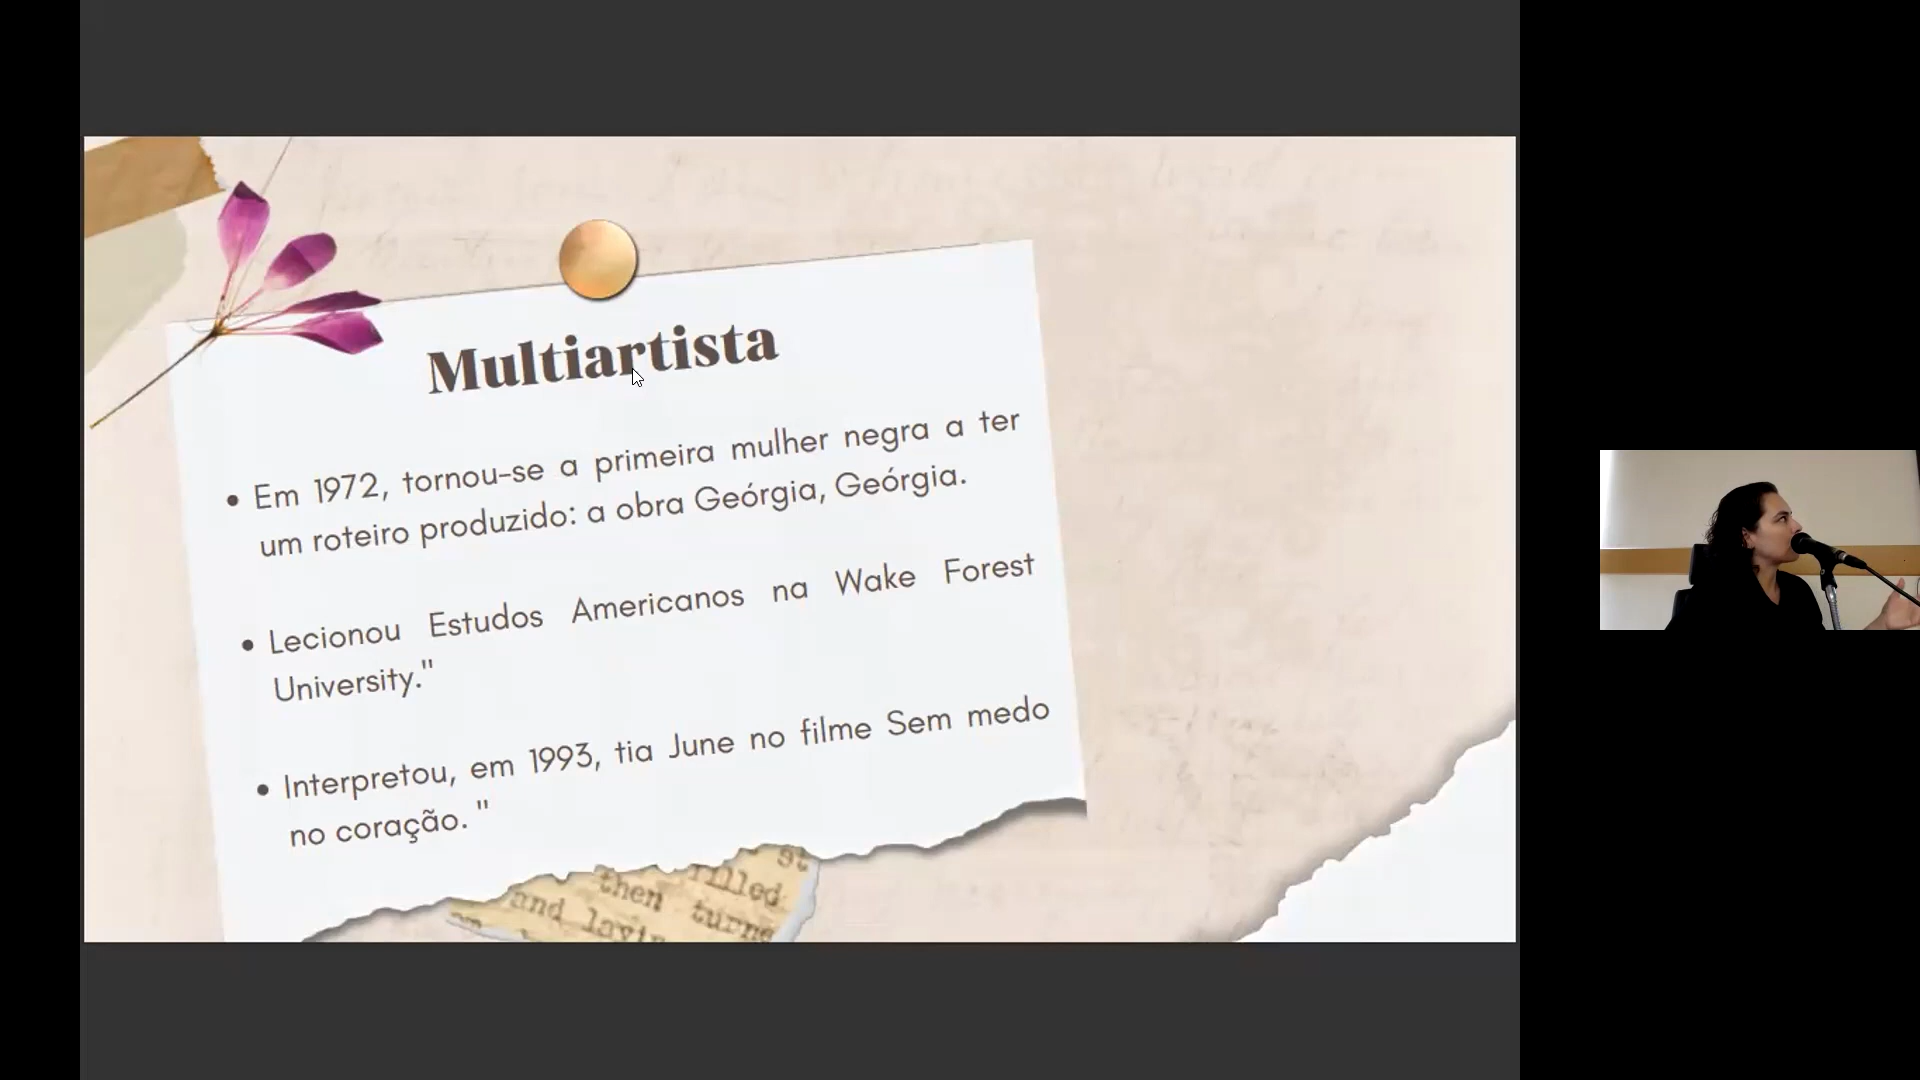 Multiartista
• Em 1972, tornou-se a primeira mulher negra a ter
um roteiro produzido: a obra Geórgia, Geórgia.
• Lecionou Estudos Americanos na Wake Forest
University."
• Interpretou, em 1993, tia June no filme Sem medo
no coração. "
st
then
and